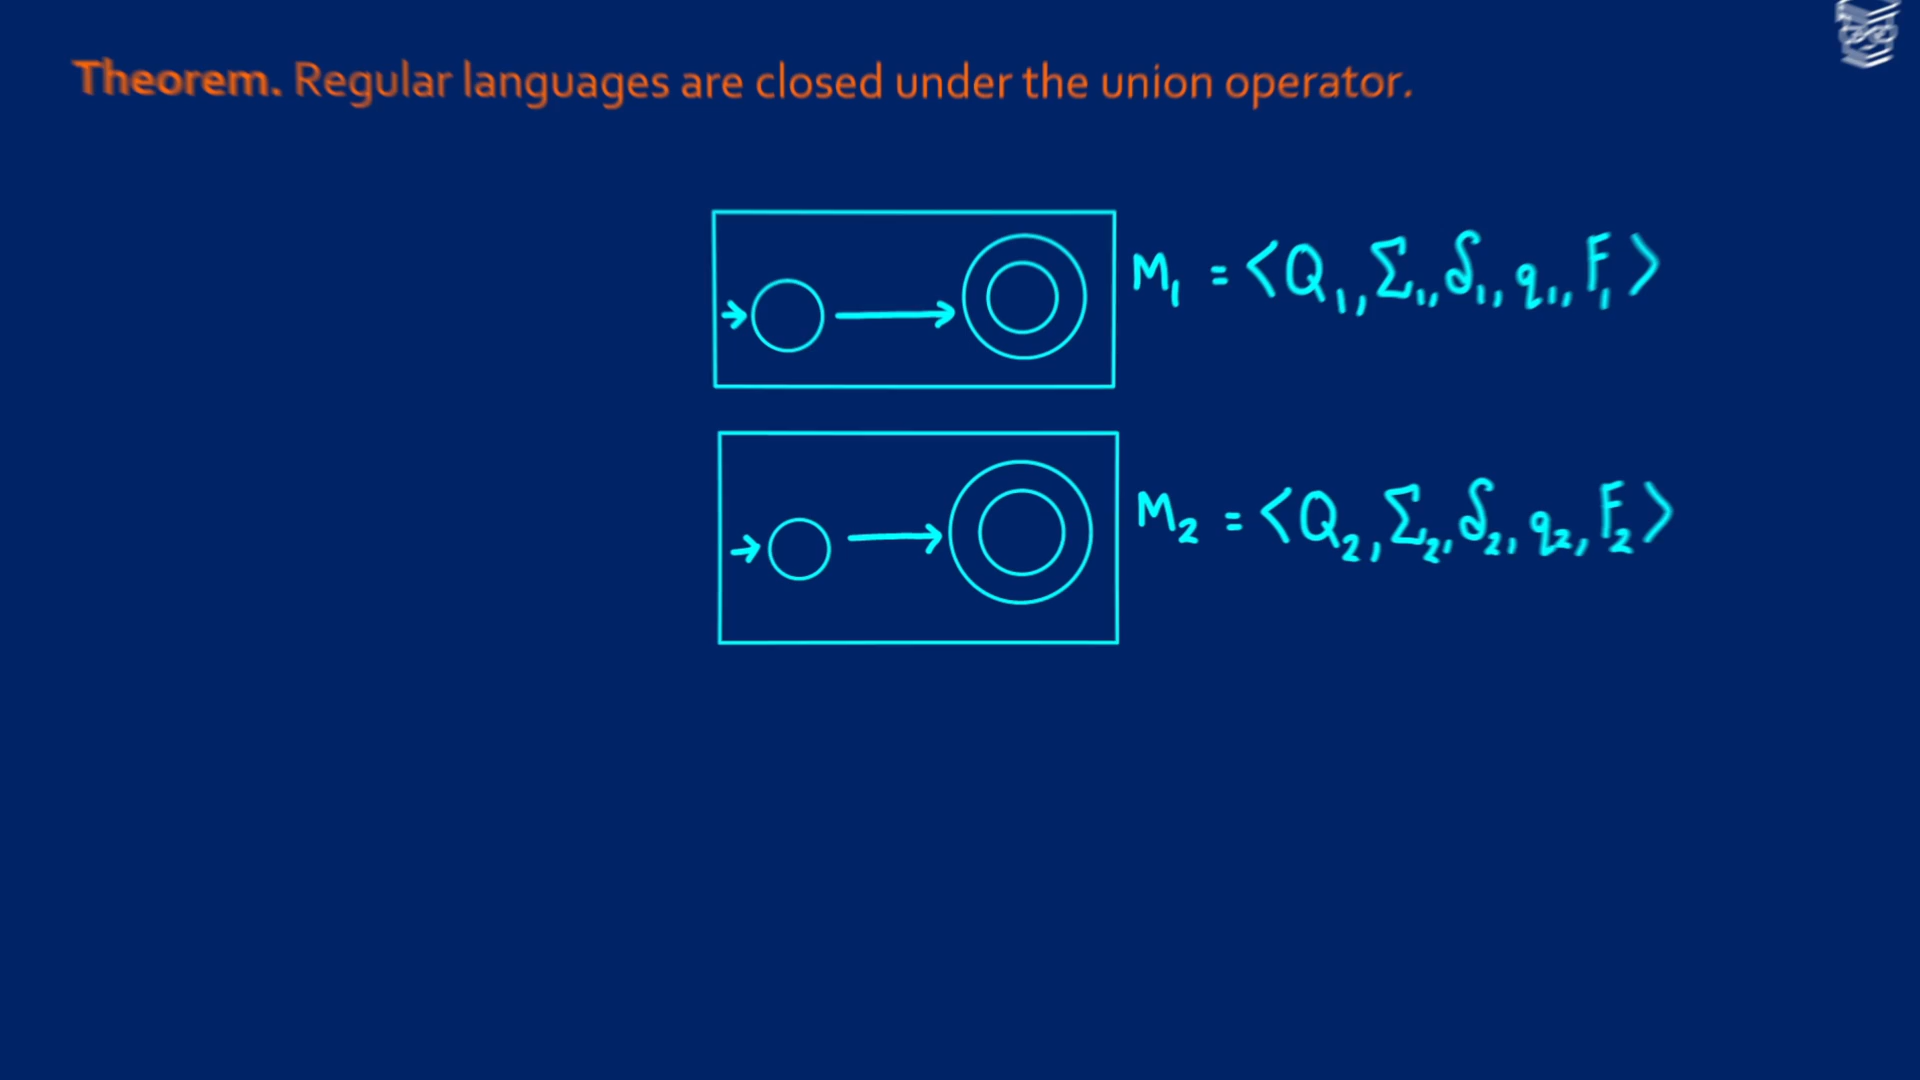 Theorem. Regular languages are closed under the union operator.
M₁ = ⟨Q₁, Σ₁, δ₁, q₁, F₁⟩
M₂ = ⟨Q₂, Σ₂, δ₂, q₂, F₂⟩